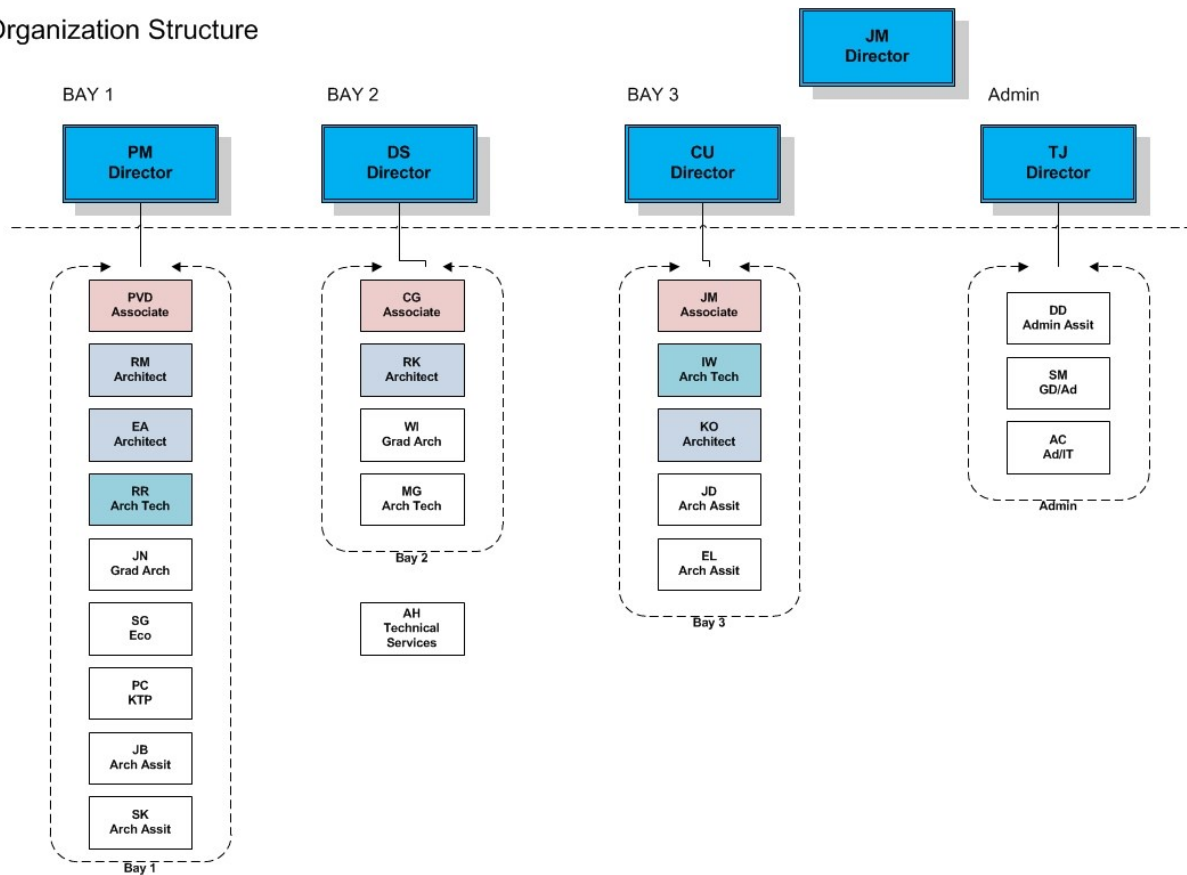 Organization Structure
JM
Director
BAY 1
BAY 2
BAY 3
Admin
PM
Director
DS
Director
CU
Director
TJ
Director
PVD
Associate
RM
Architect
EA
Architect
RR
Arch Tech
JN
Grad Arch
SG
Eco
PC
KTP
JB
Arch Assit
SK
Arch Assit
Bay 1
CG
Associate
RK
Architect
WI
Grad Arch
MG
Arch Tech
Bay 2
AH
Technical
Services
JM
Associate
IW
Arch Tech
KO
Architect
JD
Arch Assit
EL
Arch Assit
Bay 3
DD
Admin Assit
SM
GD/Ad
AC
Ad/IT
Admin